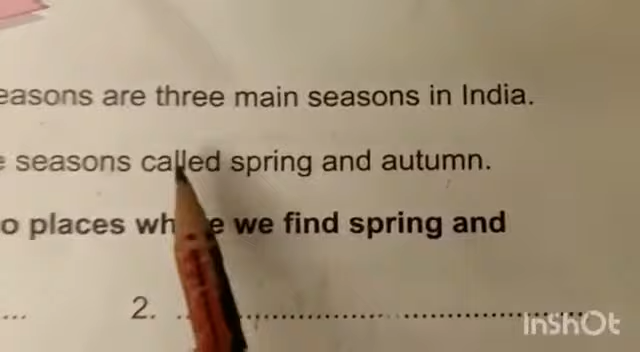 easons are three main seasons in India.
e seasons called spring and autumn.
o places where we find spring and
... 2. ........................................
InShOt